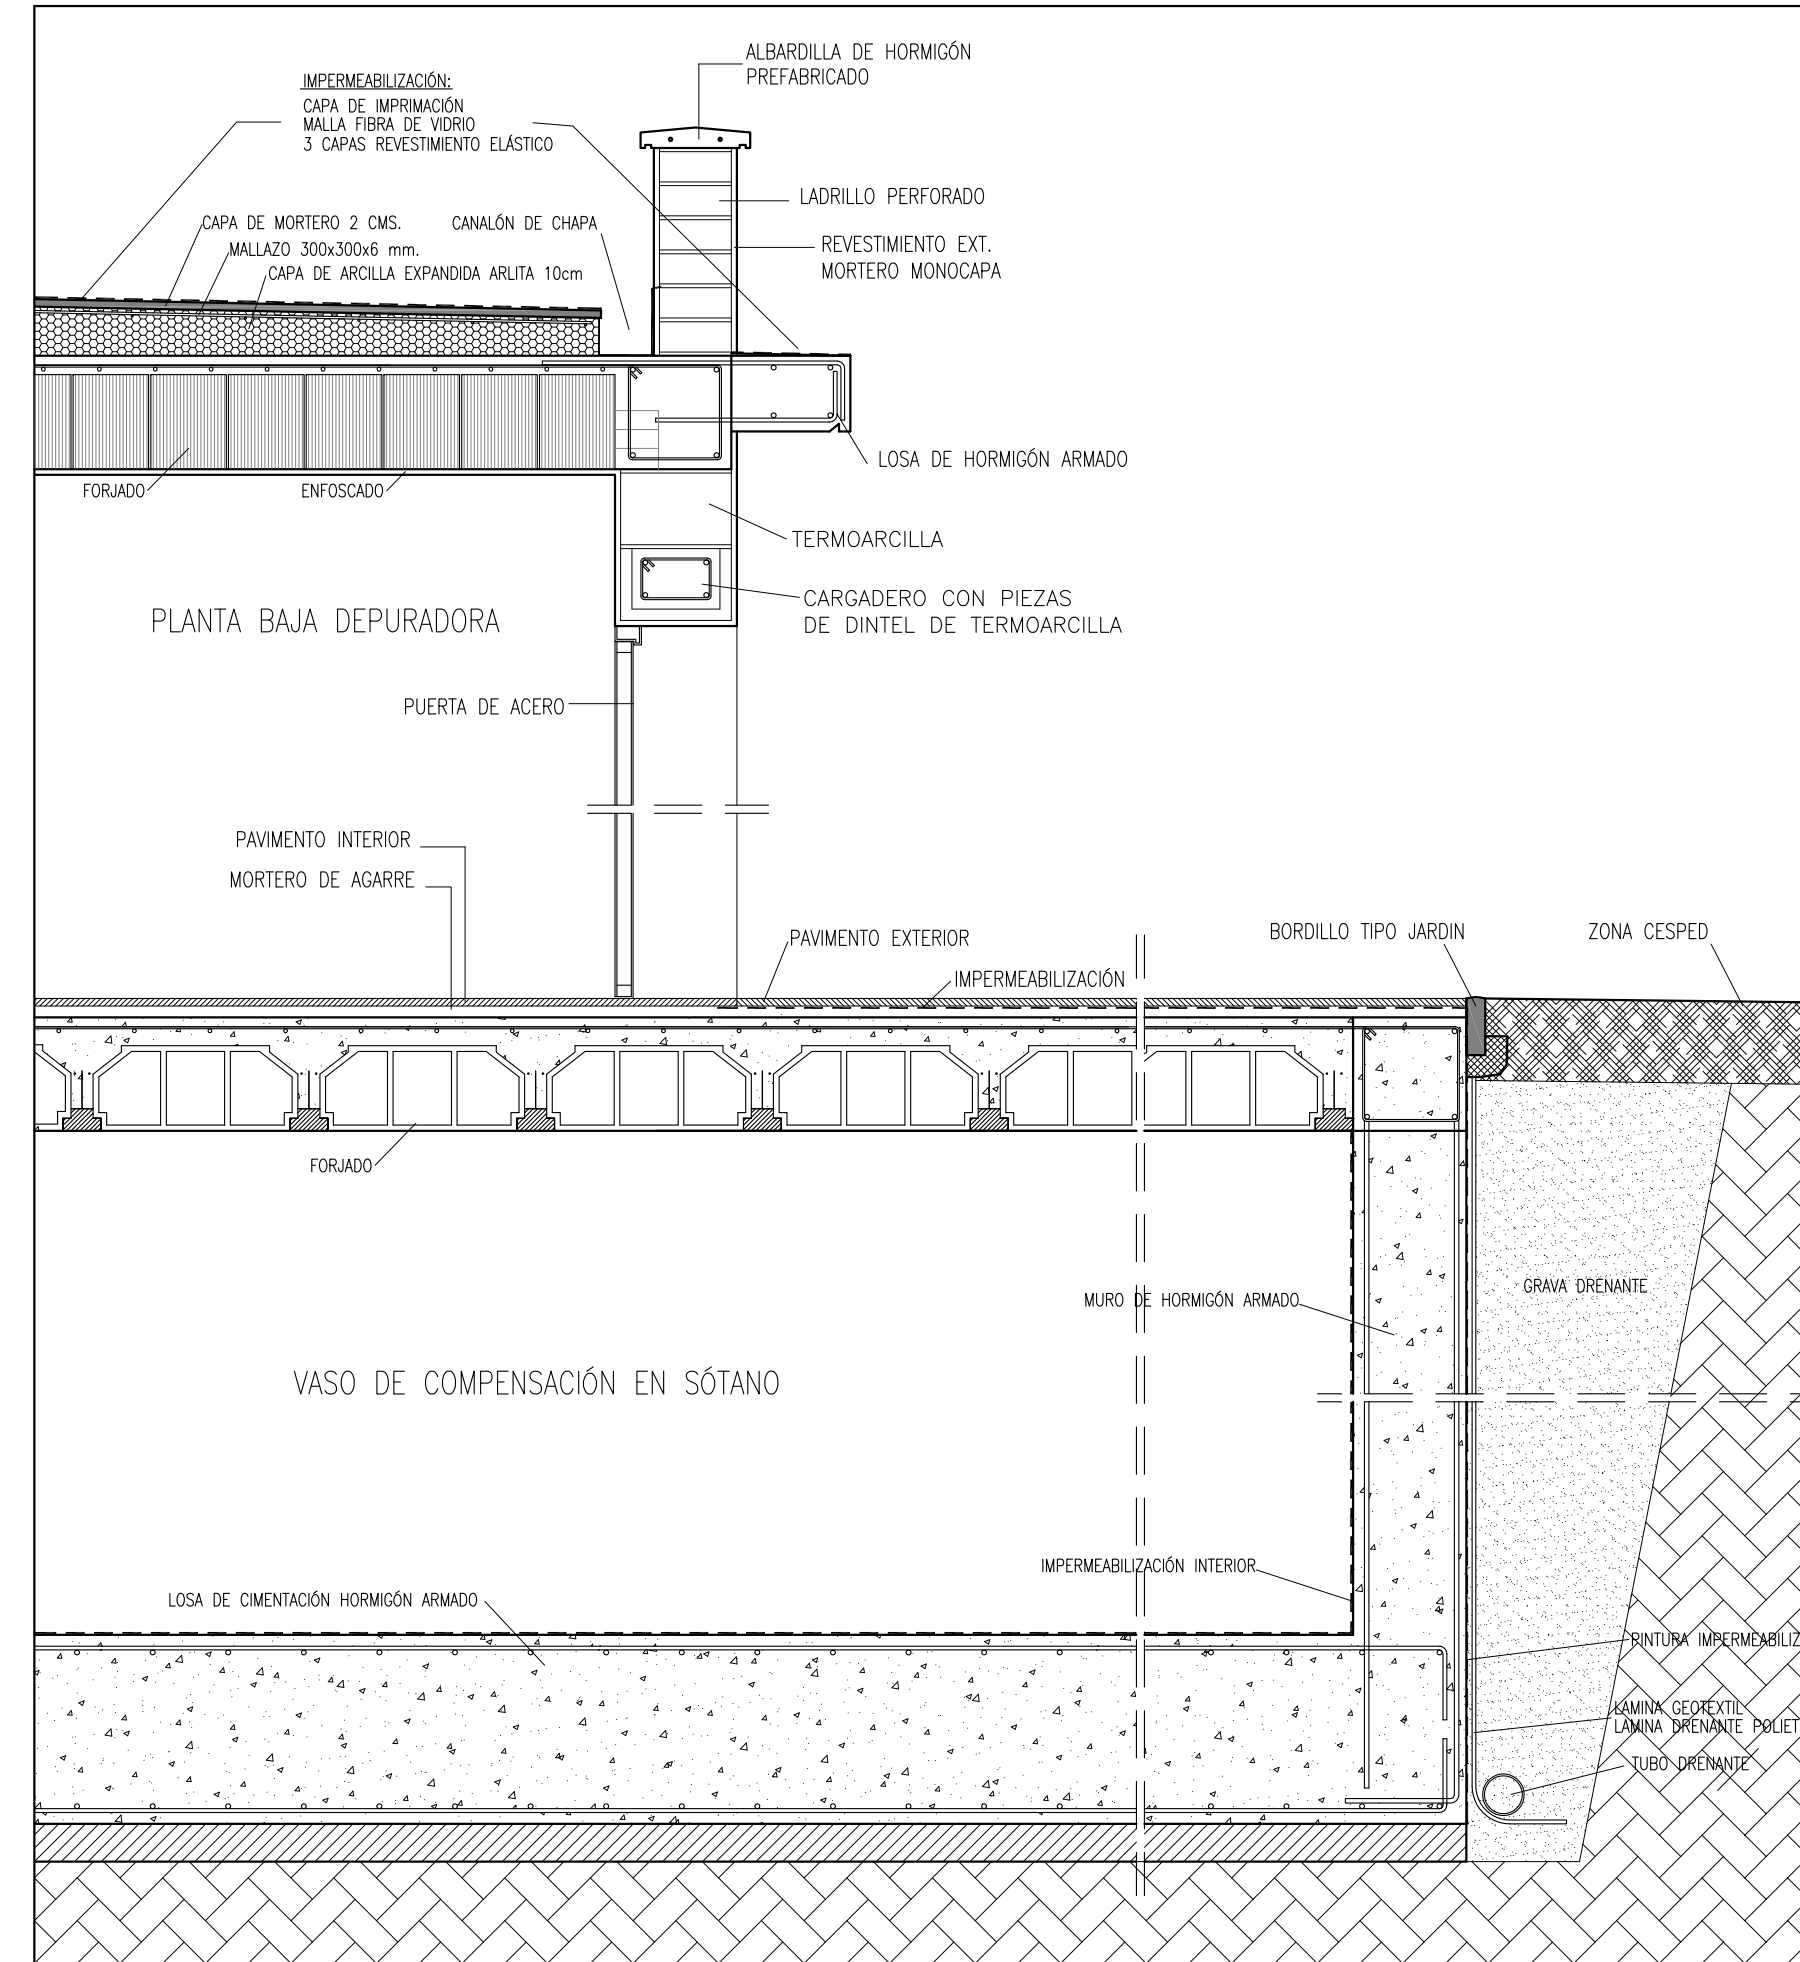 ALBARDILLA DE HORMIGÓN
PREFABRICADO
IMPERMEABILIZACIÓN:
CAPA DE IMPRIMACIÓN
MALLA FIBRA DE VIDRIO
3 CAPAS REVESTIMIENTO ELÁSTICO
LADRILLO PERFORADO
CAPA DE MORTERO 2 CMS.
CANALÓN DE CHAPA
MALLAZO 300x300x6 mm.
REVESTIMIENTO EXT.
MORTERO MONOCAPA
CAPA DE ARCILLA EXPANDIDA ARLITA 10cm
LOSA DE HORMIGÓN ARMADO
FORJADO
ENFOSCADO
TERMOARCILLA
CARGADERO CON PIEZAS
DE DINTEL DE TERMOARCILLA
PLANTA BAJA DEPURADORA
PUERTA DE ACERO
PAVIMENTO INTERIOR
MORTERO DE AGARRE
PAVIMENTO EXTERIOR
BORDILLO TIPO JARDIN
ZONA CESPED
IMPERMEABILIZACIÓN
FORJADO
GRAVA DRENANTE
MURO DE HORMIGÓN ARMADO
VASO DE COMPENSACIÓN EN SÓTANO
IMPERMEABILIZACIÓN INTERIOR
LOSA DE CIMENTACIÓN HORMIGÓN ARMADO
PINTURA IMPERMEABILIZ
LAMINA GEOTEXTIL
LAMINA DRENANTE POLIET
TUBO DRENANTE